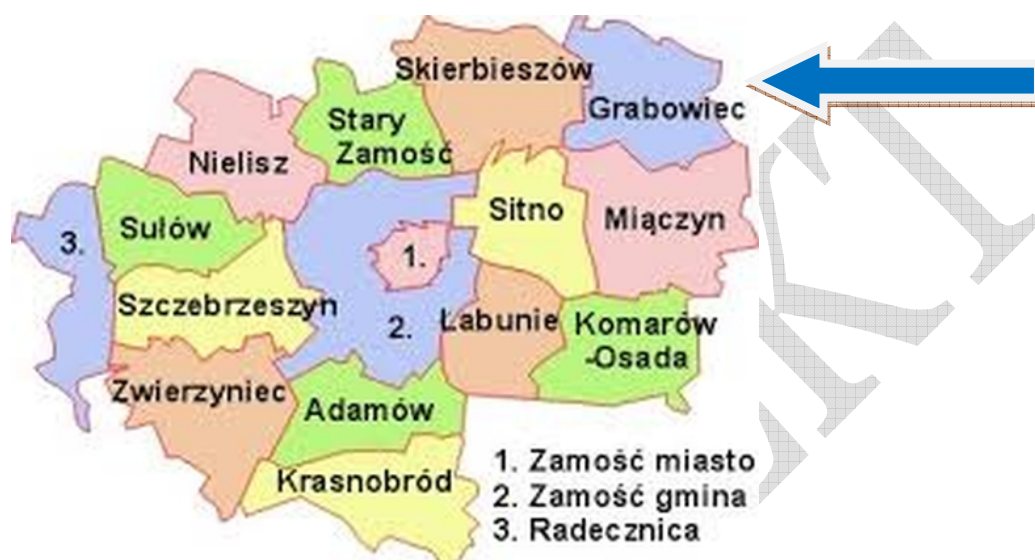 Skierbieszów
Grabowiec
Stary
Zamość
Nielisz
Sitno
Miączyn
Sułów
3.
1.
Szczebrzeszyn
2.
Łabunie
Komarów
-Osada
Zwierzyniec
Adamów
Krasnobród
1. Zamość miasto
2. Zamość gmina
3. Radecznica